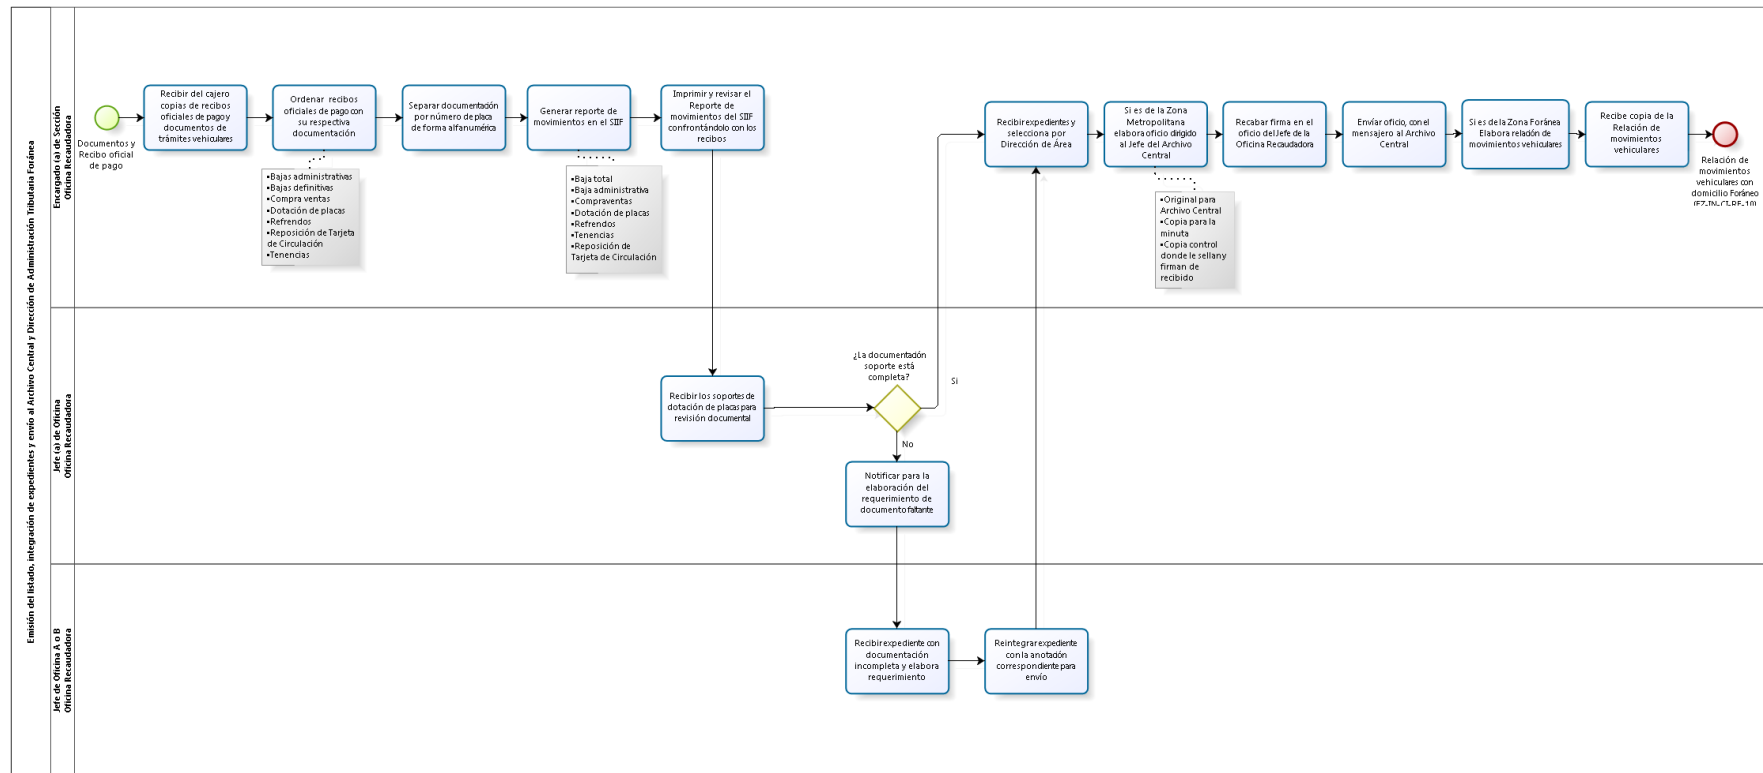 Emisión del listado, integración de expedientes y envío al Archivo Central y Dirección de Administración Tributaria Foránea
Encargado (a) de Sección
Oficina Recaudadora
Documentos y
Recibo oficial
de pago
Recibir del cajero
copias de recibos
oficiales de pago y
documentos de
trámites vehiculares
Ordenar recibos
oficiales de pago con
su respectiva
documentación
▪Bajas administrativas
▪Bajas definitivas
▪Compra ventas
▪Dotación de placas
▪Refrendos
▪Reposición de Tarjeta
de Circulación
▪Tenencias
Separar documentación
por número de placa
de forma alfanumérica
Generar reporte de
movimientos en el SIIF
▪Baja total
▪Baja administrativa
▪Compraventas
▪Dotación de placas
▪Refrendos
▪Tenencias
▪Reposición de
Tarjeta de Circulación
Imprimir y revisar el
Reporte de
movimientos del SIIF
confrontándolo con los
recibos
Recibir expedientes y
selecciona por
Dirección de Área
Si es de la Zona
Metropolitana
elabora oficio dirigido
al Jefe del Archivo
Central
▪Original para
Archivo Central
▪Copia para la
minuta
▪Copia control
donde le sellan y
firman de
recibido
Recabar firma en el
oficio del Jefe de la
Oficina Recaudadora
Envíar oficio, con el
mensajero al Archivo
Central
Si es de la Zona Foránea
Elabora relación de
movimientos vehiculares
Recibe copia de la
Relación de
movimientos
vehiculares
Relación de
movimientos
vehiculares con
domicilio Foráneo
(FZ-IN-CI-RE-10)
Jefe (a) de Oficina
Oficina Recaudadora
Recibir los soportes de
dotación de placas para
revisión documental
¿La documentación
soporte está
completa?
Si
No
Notificar para la
elaboración del
requerimiento de
documento faltante
Jefe de Oficina A o B
Oficina Recaudadora
Recibir expediente con
documentación
incompleta y elabora
requerimiento
Reintegrar expediente
con la anotación
correspondiente para
envío